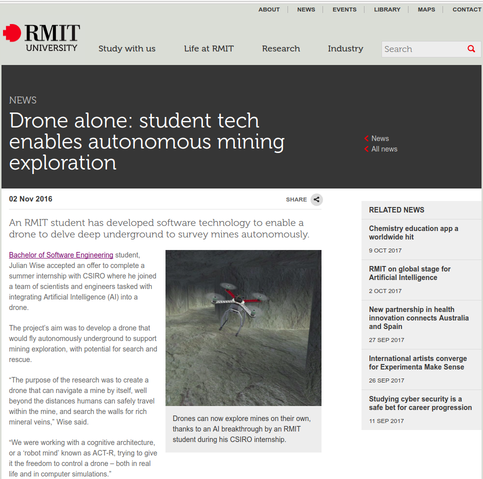 ABOUT NEWS EVENTS LIBRARY MAPS CONTACT
RMIT
UNIVERSITY
Study with us Life at RMIT Research Industry Search
NEWS
Drone alone: student tech
enables autonomous mining
exploration
News
All news
02 Nov 2016
SHARE
An RMIT student has developed software technology to enable a
drone to delve deep underground to survey mines autonomously.
Bachelor of Software Engineering student,
Julian Wise accepted an offer to complete a
summer internship with CSIRO where he joined
a team of scientists and engineers tasked with
integrating Artificial Intelligence (AI) into a
drone.
The project's aim was to develop a drone that
would fly autonomously underground to support
mining exploration, with potential for search and
rescue.
“The purpose of the research was to create a
drone that can navigate a mine by itself, well
beyond the distances humans can safely travel
within the mine, and search the walls for rich
mineral veins,” Wise said.
“We were working with a cognitive architecture,
or a ‘robot mind’ known as ACT-R, trying to give
it the freedom to control a drone – both in real
life and in computer simulations.”
Drones can now explore mines on their own,
thanks to an AI breakthrough by an RMIT
student during his CSIRO internship.
RELATED NEWS
Chemistry education app a
worldwide hit
9 OCT 2017
RMIT on global stage for
Artificial Intelligence
2 OCT 2017
New partnership in health
innovation connects Australia
and Spain
27 SEP 2017
International artists converge
for Experimenta Make Sense
26 SEP 2017
Studying cyber security is a
safe bet for career progression
11 SEP 2017